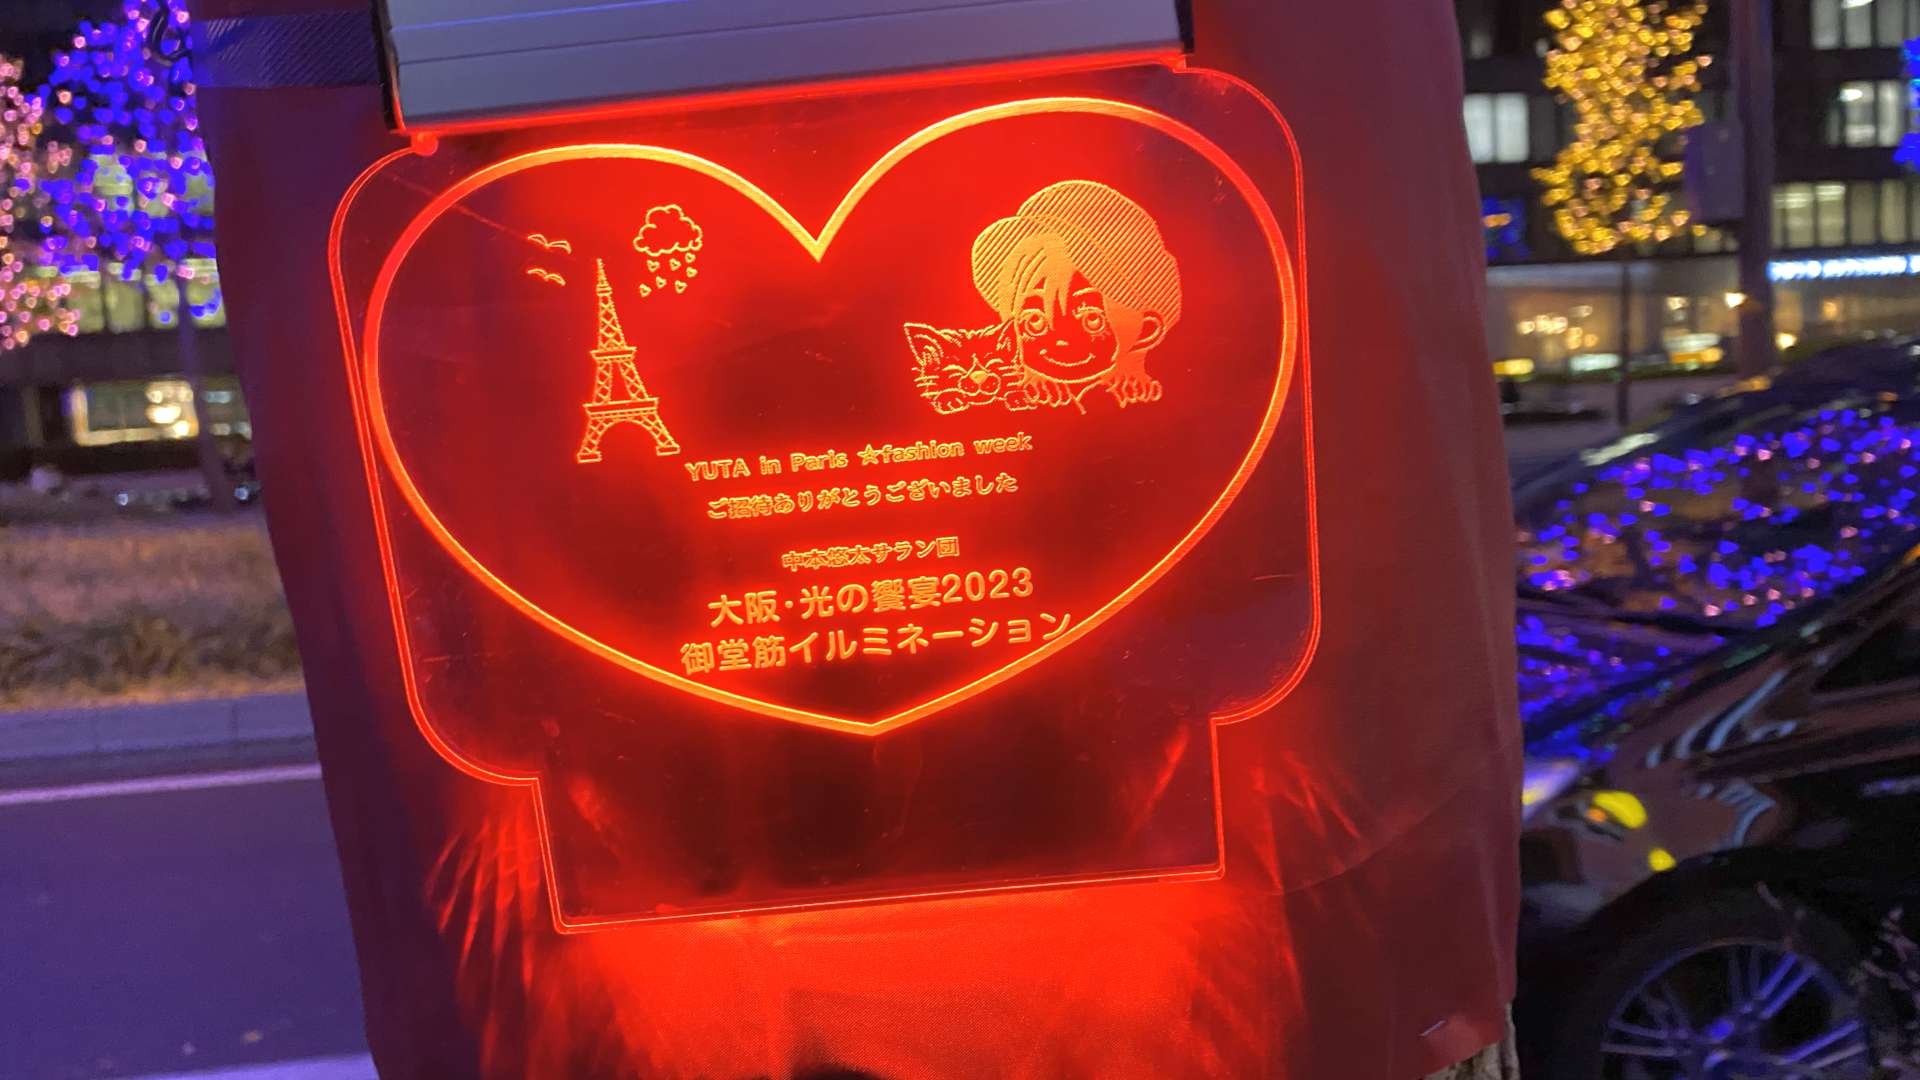 YUTA in Paris ☆fashion week
ご招待ありがとうございました
中本悠太サラン団
大阪・光の饗宴2023
御堂筋イルミネーション